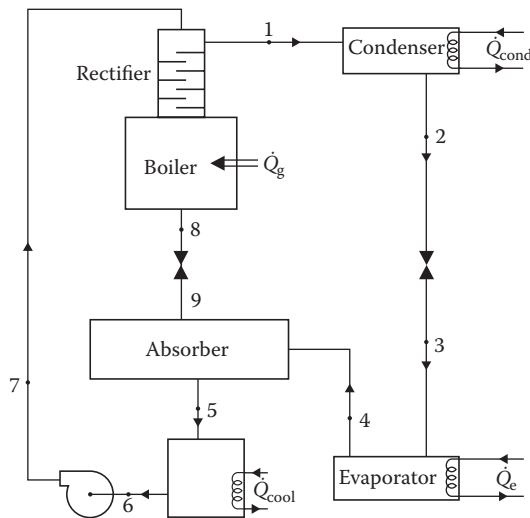 1
Condenser
Q̇cond
Rectifier
2
Boiler
Q̇g
8
9
3
Absorber
7
5
4
Evaporator
Q̇e
6
Q̇cool